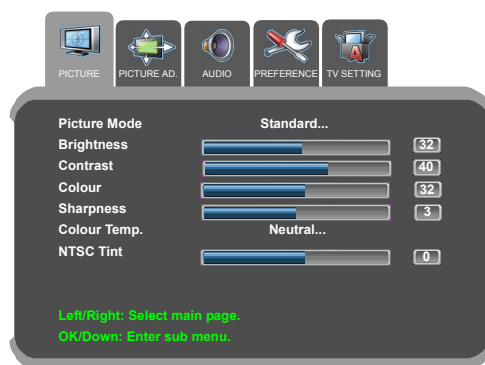 PICTURE PICTURE AD. AUDIO PREFERENCE TV SETTING
Picture Mode Standard...
Brightness 32
Contrast 40
Colour 32
Sharpness 3
Colour Temp. Neutral...
NTSC Tint 0
Left/Right: Select main page.
OK/Down: Enter sub menu.